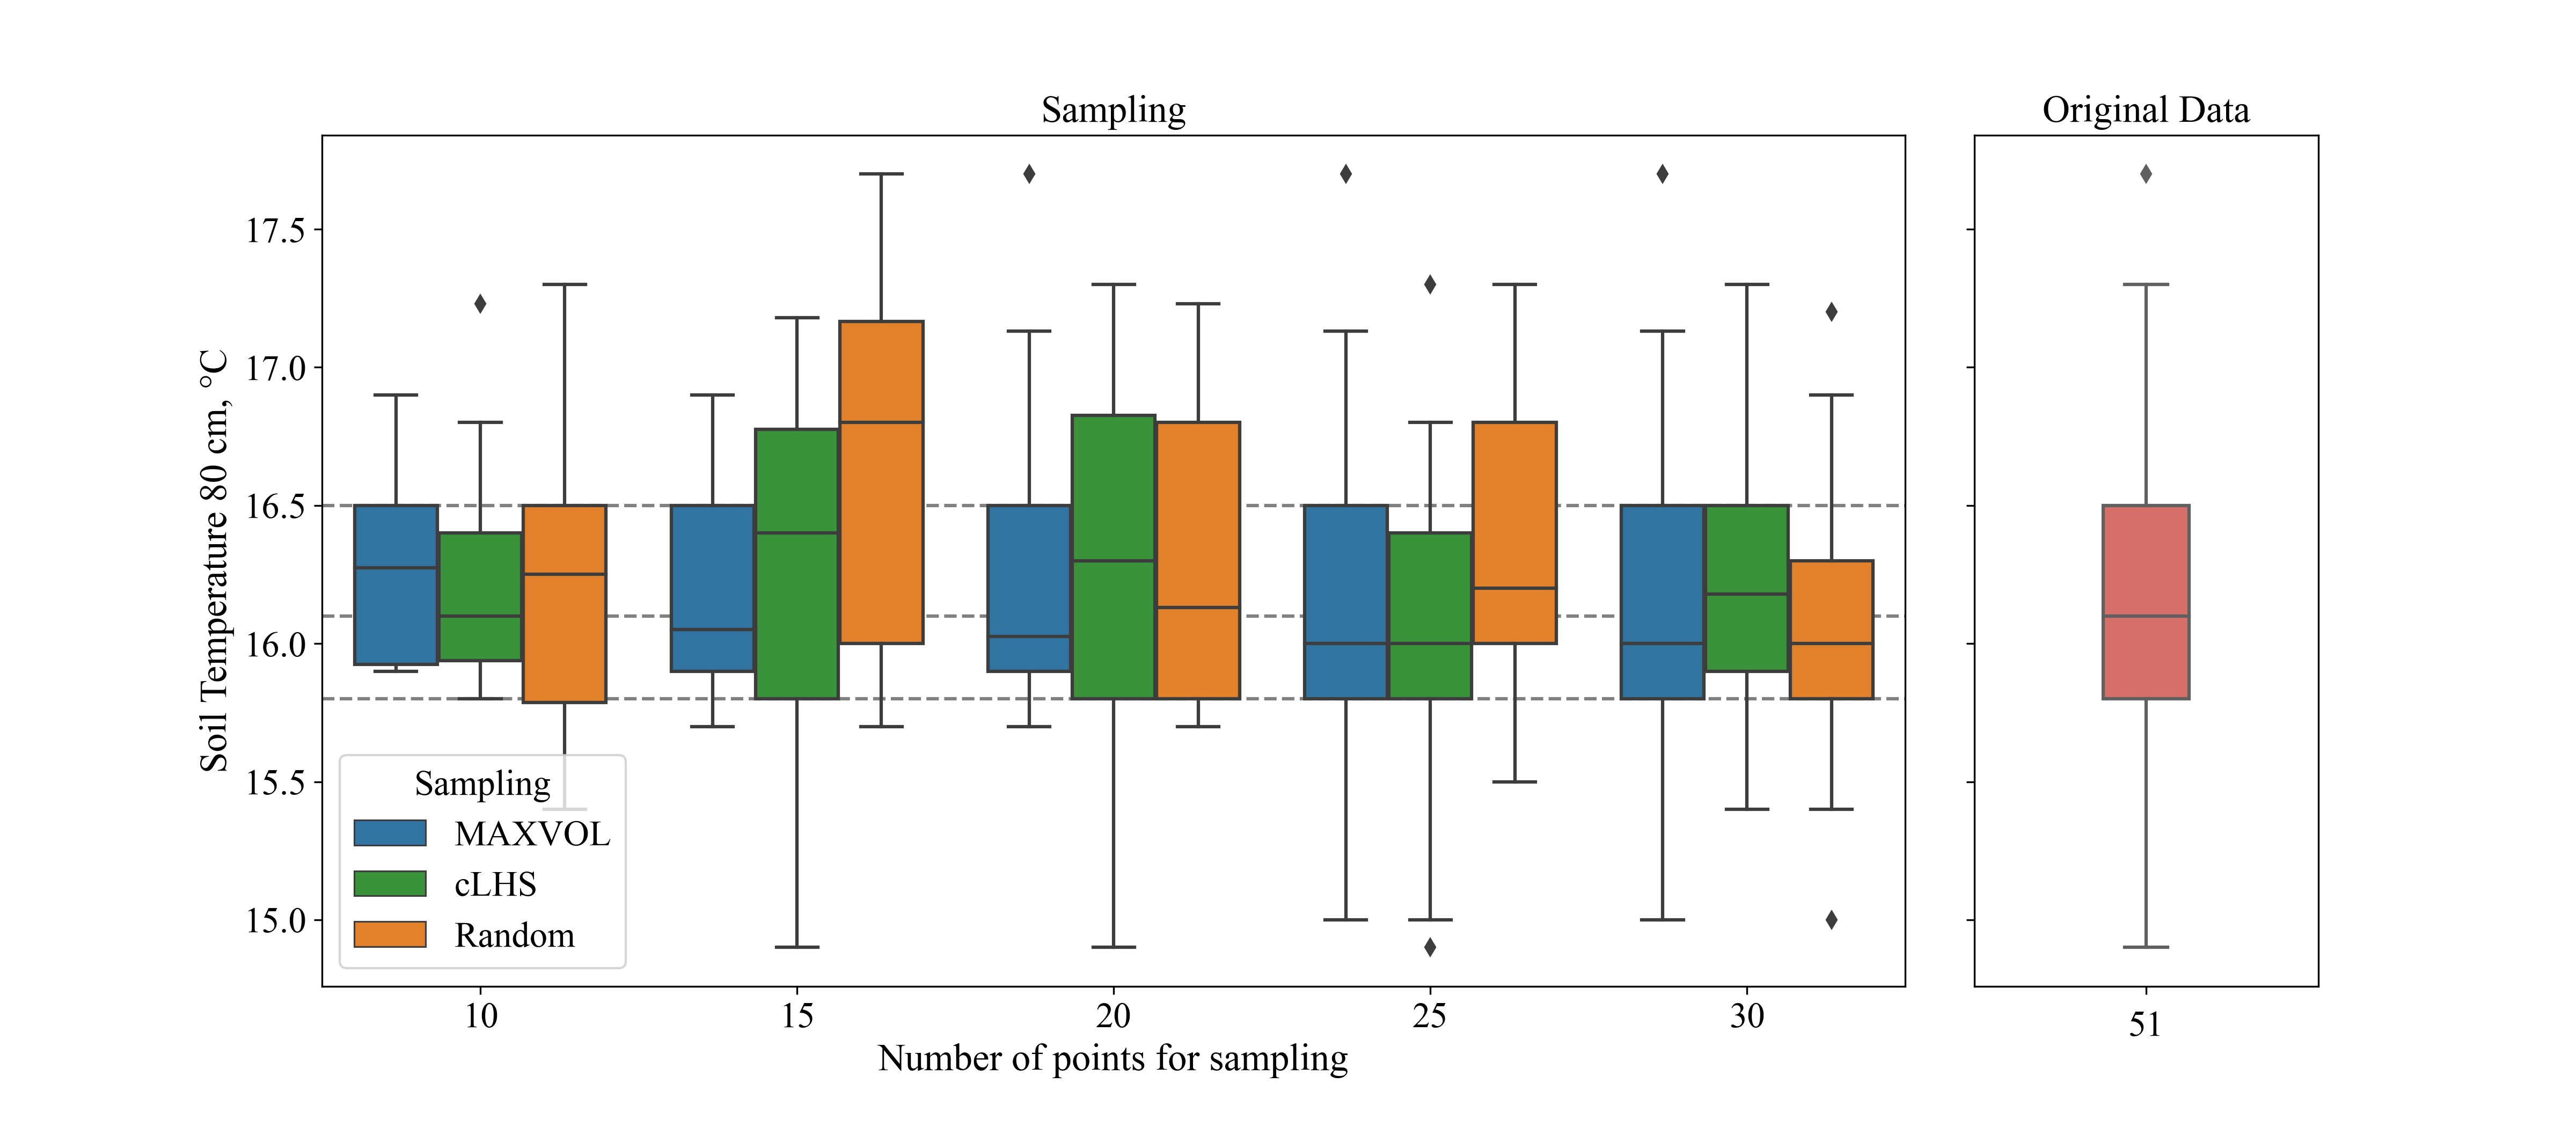 Sampling
Original Data
Soil Temperature 80 cm, °C
17.5
17.0
16.5
16.0
15.5
15.0
Sampling
MAXVOL
cLHS
Random
10 15 20 25 30
51
Number of points for sampling